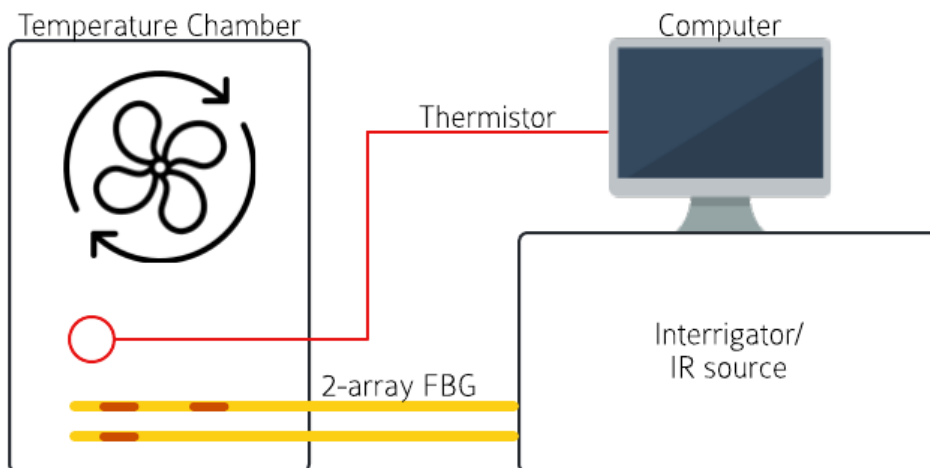 Temperature Chamber
Computer
Thermistor
Interrigator/
IR source
2-array FBG